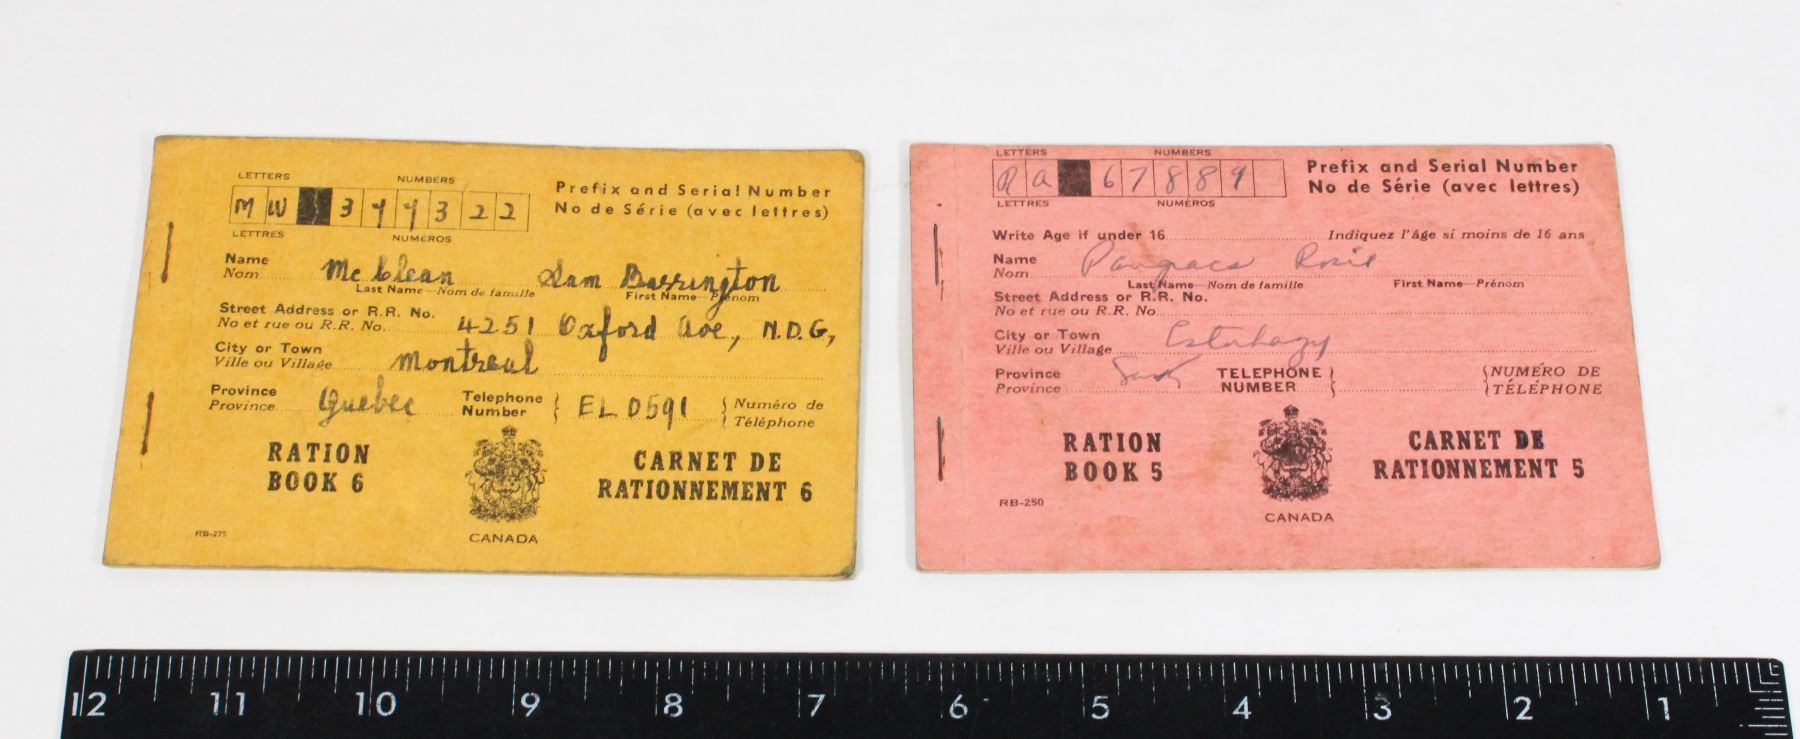 LETTERS NUMBERS
M W 3 4 4 3 2 2
LETTRES NUMÉROS
Prefix and Serial Number
No de Série (avec lettres)
Name Mc Clean Sam Barrington
Nom
Last Name—Nom de famille First Name—Prénom
Street Address or R.R. No.
No et rue ou R.R. No. 4251 Oxford Ave, N.D.G,
City or Town
Ville ou Village Montreal
Province Quebec Telephone { EL 0591 { Numéro de
Province Number Téléphone
RATION
BOOK 6
CARNET DE
RATIONNEMENT 6
RB-275
CANADA
LETTERS NUMBERS
R A 6 7 8 8 9
LETTRES NUMÉROS
Prefix and Serial Number
No de Série (avec lettres)
Write Age if under 16 Indiquez l'âge si moins de 16 ans
Name Rosie
Nom
Last Name—Nom de famille First Name—Prénom
Street Address or R.R. No.
No et rue ou R.R. No.
City or Town Esterhazy
Ville ou Village
Province Sask TELEPHONE } { NUMÉRO DE
Province NUMBER TÉLÉPHONE
RATION
BOOK 5
CARNET DE
RATIONNEMENT 5
RB-250
CANADA
12 11 10 9 8 7 6 5 4 3 2 1